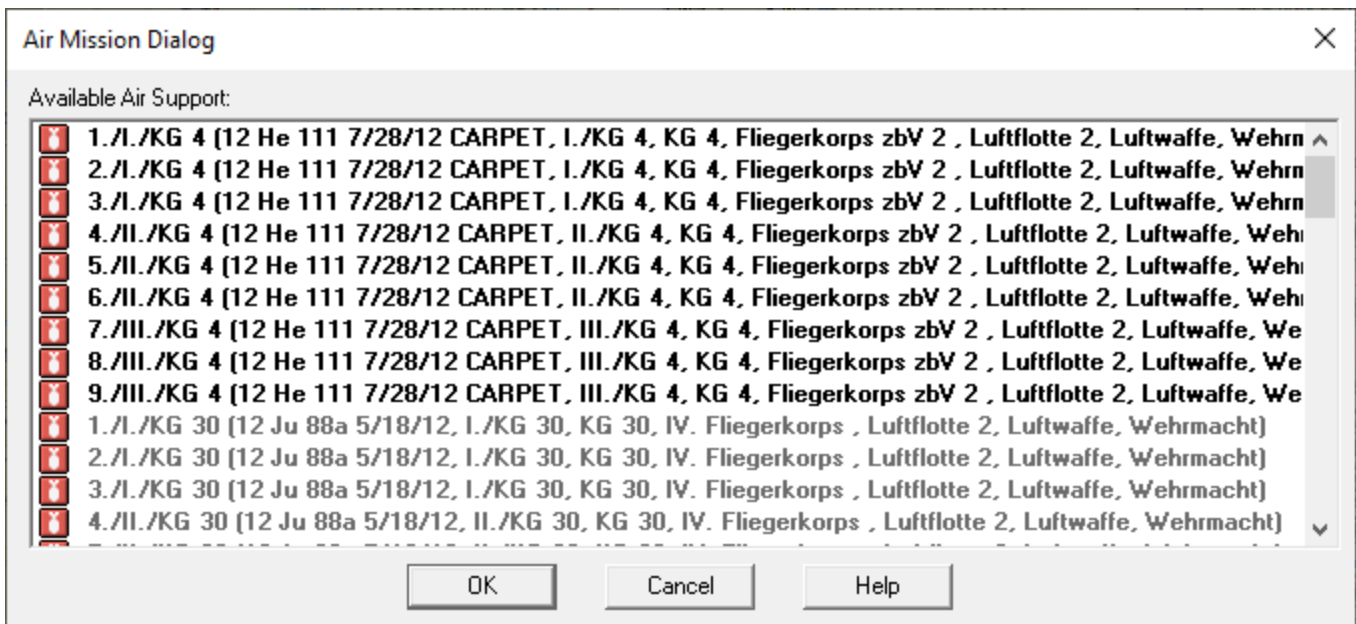 Air Mission Dialog
Available Air Support:
1./I./KG 4 (12 He 111 7/28/12 CARPET, I./KG 4, KG 4, Fliegerkorps zbV 2 , Luftflotte 2, Luftwaffe, Wehrm
2./I./KG 4 (12 He 111 7/28/12 CARPET, I./KG 4, KG 4, Fliegerkorps zbV 2 , Luftflotte 2, Luftwaffe, Wehrm
3./I./KG 4 (12 He 111 7/28/12 CARPET, I./KG 4, KG 4, Fliegerkorps zbV 2 , Luftflotte 2, Luftwaffe, Wehrm
4./II./KG 4 (12 He 111 7/28/12 CARPET, II./KG 4, KG 4, Fliegerkorps zbV 2 , Luftflotte 2, Luftwaffe, Weh
5./II./KG 4 (12 He 111 7/28/12 CARPET, II./KG 4, KG 4, Fliegerkorps zbV 2 , Luftflotte 2, Luftwaffe, Weh
6./II./KG 4 (12 He 111 7/28/12 CARPET, II./KG 4, KG 4, Fliegerkorps zbV 2 , Luftflotte 2, Luftwaffe, Weh
7./III./KG 4 (12 He 111 7/28/12 CARPET, III./KG 4, KG 4, Fliegerkorps zbV 2 , Luftflotte 2, Luftwaffe, We
8./III./KG 4 (12 He 111 7/28/12 CARPET, III./KG 4, KG 4, Fliegerkorps zbV 2 , Luftflotte 2, Luftwaffe, We
9./III./KG 4 (12 He 111 7/28/12 CARPET, III./KG 4, KG 4, Fliegerkorps zbV 2 , Luftflotte 2, Luftwaffe, We
1./I./KG 30 (12 Ju 88a 5/18/12, I./KG 30, KG 30, IV. Fliegerkorps , Luftflotte 2, Luftwaffe, Wehrmacht)
2./I./KG 30 (12 Ju 88a 5/18/12, I./KG 30, KG 30, IV. Fliegerkorps , Luftflotte 2, Luftwaffe, Wehrmacht)
3./I./KG 30 (12 Ju 88a 5/18/12, I./KG 30, KG 30, IV. Fliegerkorps , Luftflotte 2, Luftwaffe, Wehrmacht)
4./II./KG 30 (12 Ju 88a 5/18/12, II./KG 30, KG 30, IV. Fliegerkorps , Luftflotte 2, Luftwaffe, Wehrmacht)
OK Cancel Help